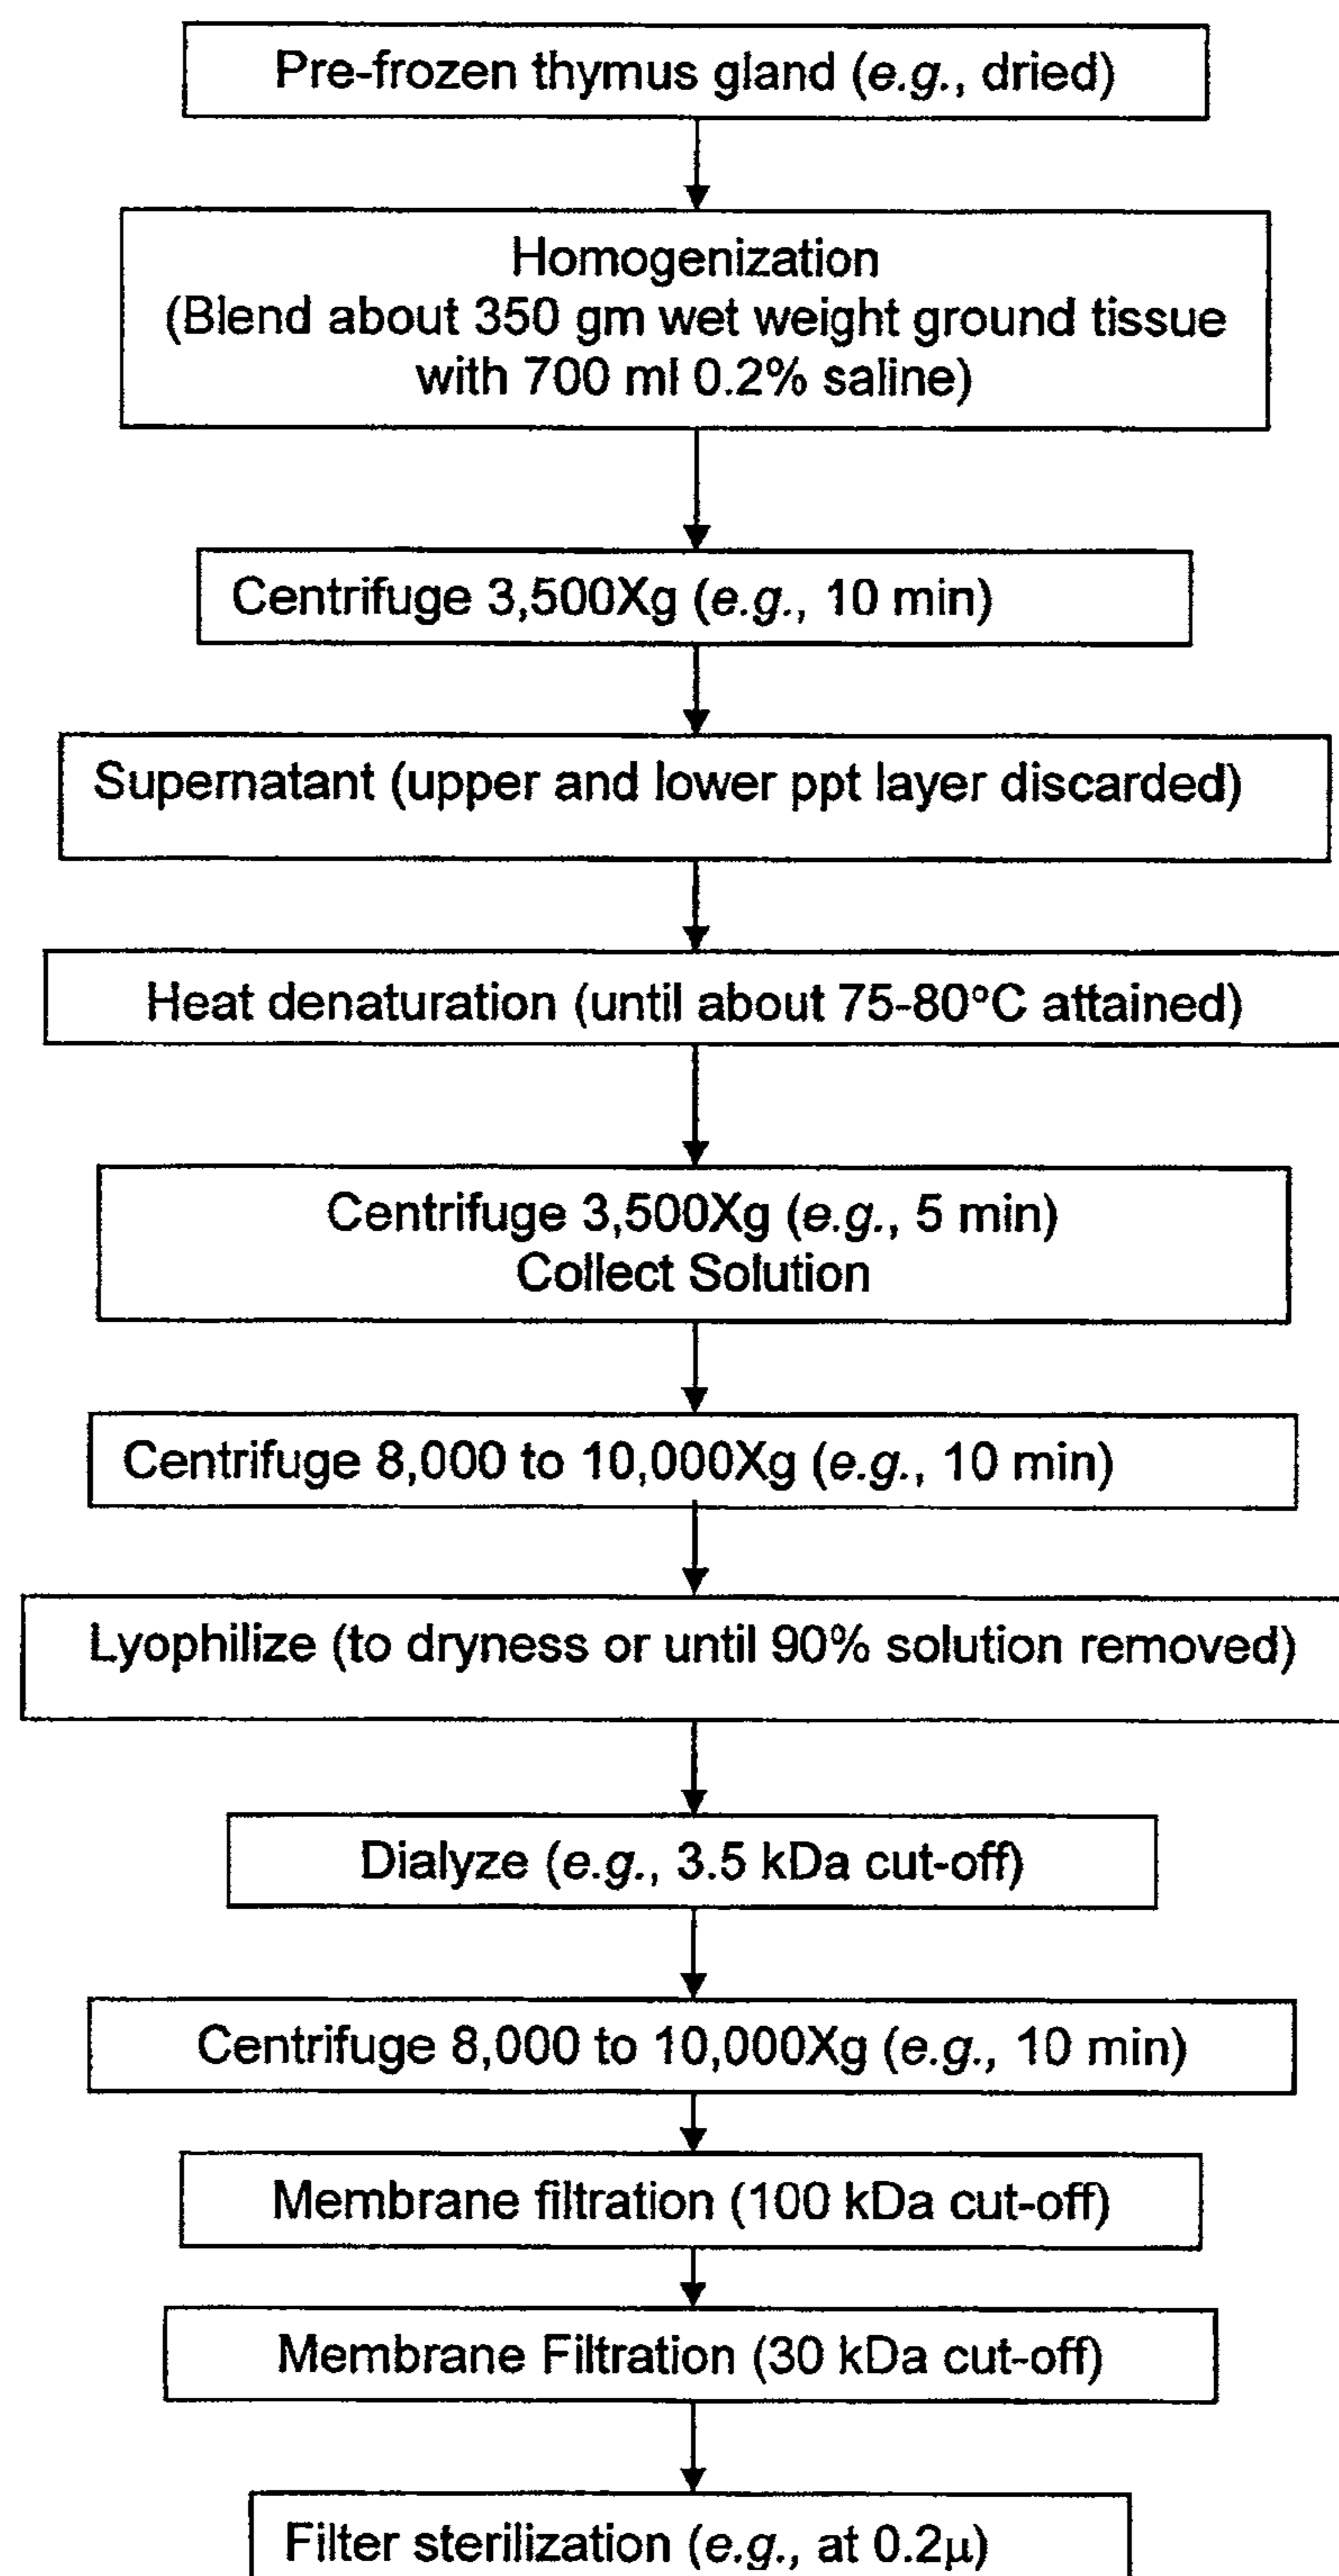 Pre-frozen thymus gland (e.g., dried)
Homogenization
(Blend about 350 gm wet weight ground tissue
with 700 ml 0.2% saline)
Centrifuge 3,500Xg (e.g., 10 min)
Supernatant (upper and lower ppt layer discarded)
Heat denaturation (until about 75-80°C attained)
Centrifuge 3,500Xg (e.g., 5 min)
Collect Solution
Centrifuge 8,000 to 10,000Xg (e.g., 10 min)
Lyophilize (to dryness or until 90% solution removed)
Dialyze (e.g., 3.5 kDa cut-off)
Centrifuge 8,000 to 10,000Xg (e.g., 10 min)
Membrane filtration (100 kDa cut-off)
Membrane Filtration (30 kDa cut-off)
Filter sterilization (e.g., at 0.2μ)